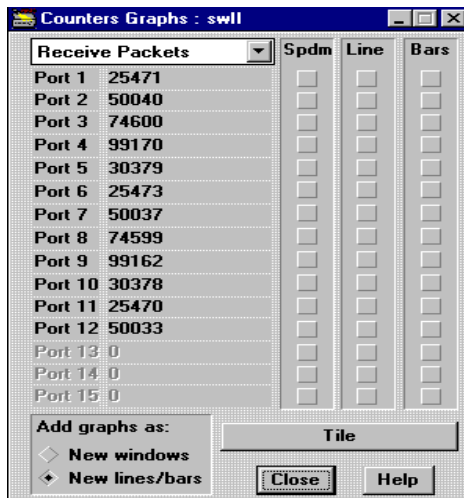 Counters Graphs : swll
Receive Packets Spdm Line Bars
Port 1 25471
Port 2 50040
Port 3 74600
Port 4 99170
Port 5 30379
Port 6 25473
Port 7 50037
Port 8 74599
Port 9 99162
Port 10 30378
Port 11 25470
Port 12 50033
Port 13 0
Port 14 0
Port 15 0
Add graphs as:
New windows
New lines/bars
Tile
Close Help